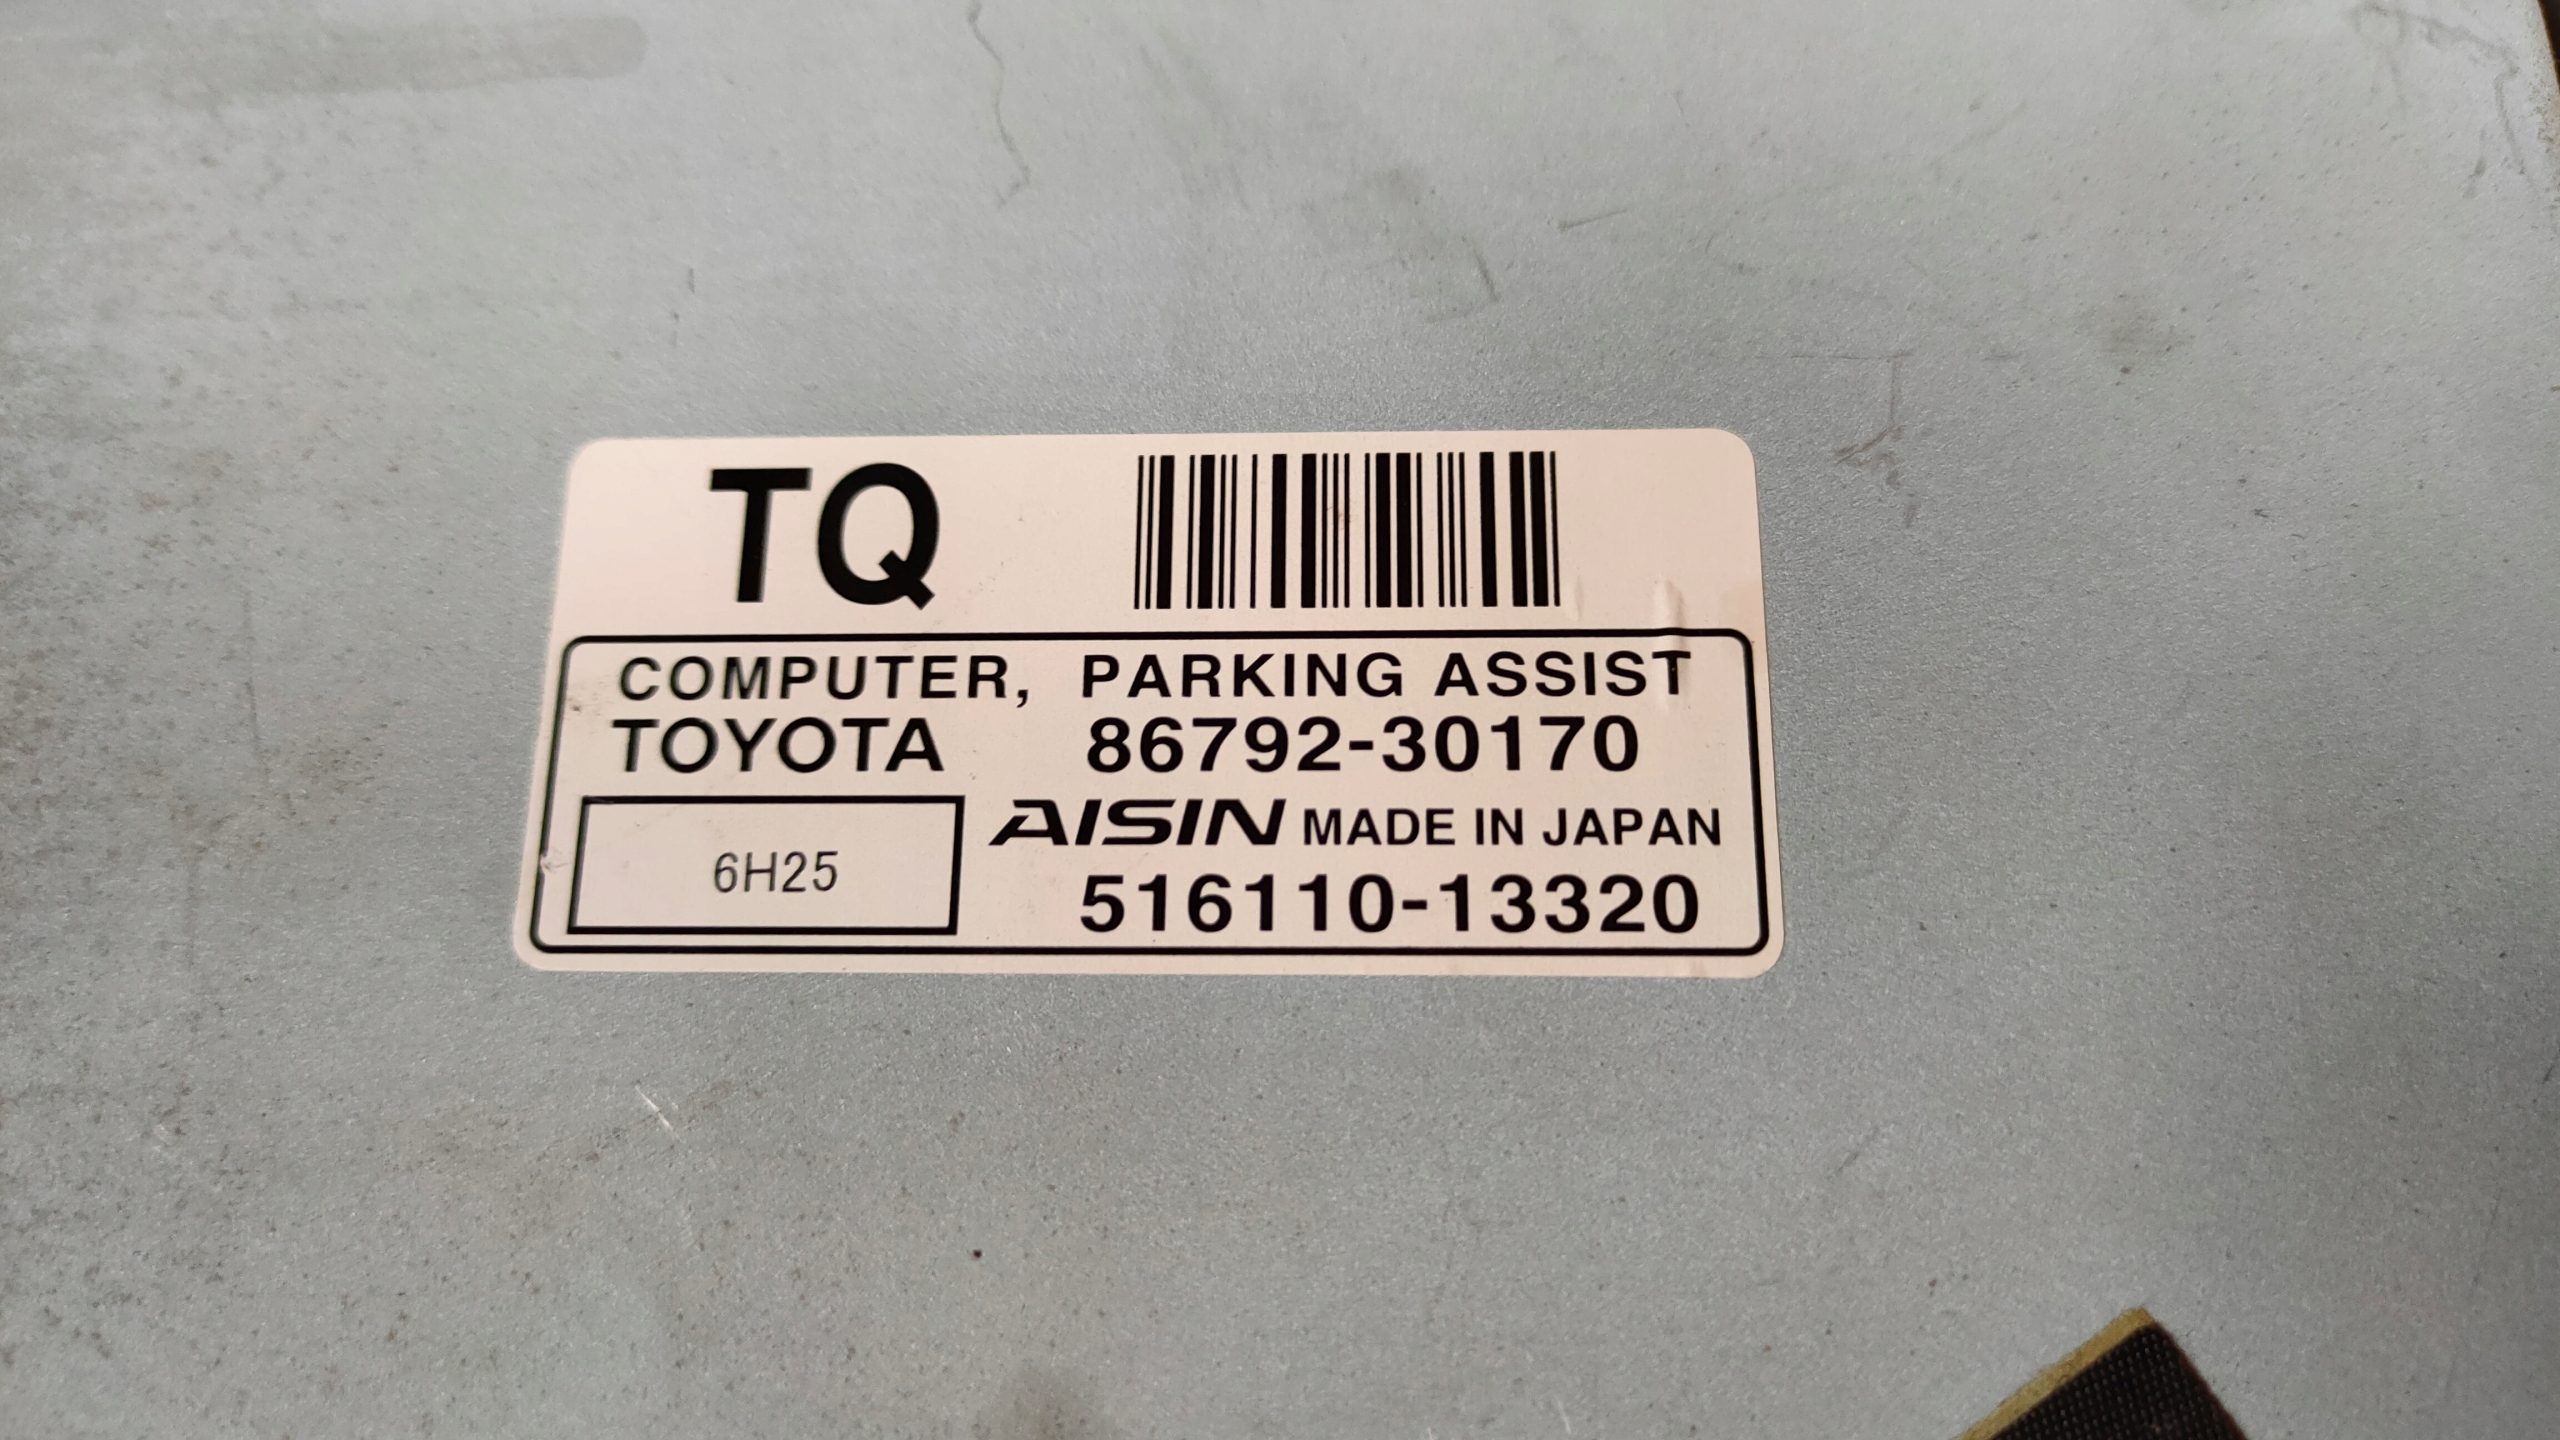 TQ
COMPUTER, PARKING ASSIST
TOYOTA 86792-30170
AISIN MADE IN JAPAN
6H25
516110-13320